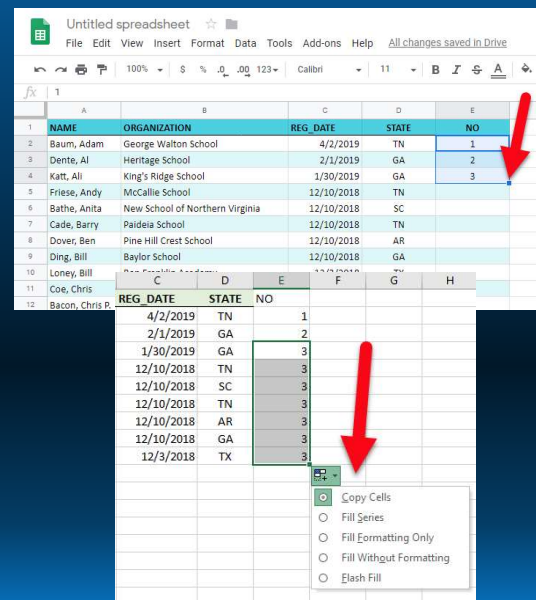 Untitled spreadsheet
File Edit View Insert Format Data Tools Add-ons Help All changes saved in Drive
100% $ % .0 .00 123 Calibri 11 B I S A
fx 1
A B C D E
1 NAME ORGANIZATION REG_DATE STATE NO
2 Baum, Adam George Walton School 4/2/2019 TN 1
3 Dente, Al Heritage School 2/1/2019 GA 2
4 Katt, Ali King's Ridge School 1/30/2019 GA 3
5 Friese, Andy McCallie School 12/10/2018 TN
6 Bathe, Anita New School of Northern Virginia 12/10/2018 SC
7 Cade, Barry Paideia School 12/10/2018 TN
8 Dover, Ben Pine Hill Crest School 12/10/2018 AR
9 Ding, Bill Baylor School 12/10/2018 GA
10 Loney, Bill Ben Franklin Academy 12/3/2018 TX
11 Coe, Chris
12 Bacon, Chris P.
C D E F G H
REG_DATE STATE NO
4/2/2019 TN 1
2/1/2019 GA 2
1/30/2019 GA 3
12/10/2018 TN 3
12/10/2018 SC 3
12/10/2018 TN 3
12/10/2018 AR 3
12/10/2018 GA 3
12/3/2018 TX 3
Copy Cells
Fill Series
Fill Formatting Only
Fill Without Formatting
Flash Fill